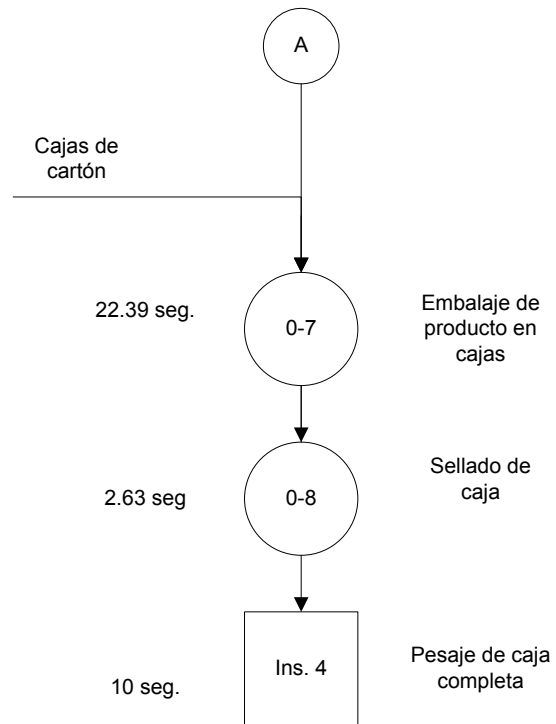 A
Cajas de
cartón
22.39 seg.
0-7
Embalaje de
producto en
cajas
2.63 seg
0-8
Sellado de
caja
10 seg.
Ins. 4
Pesaje de caja
completa